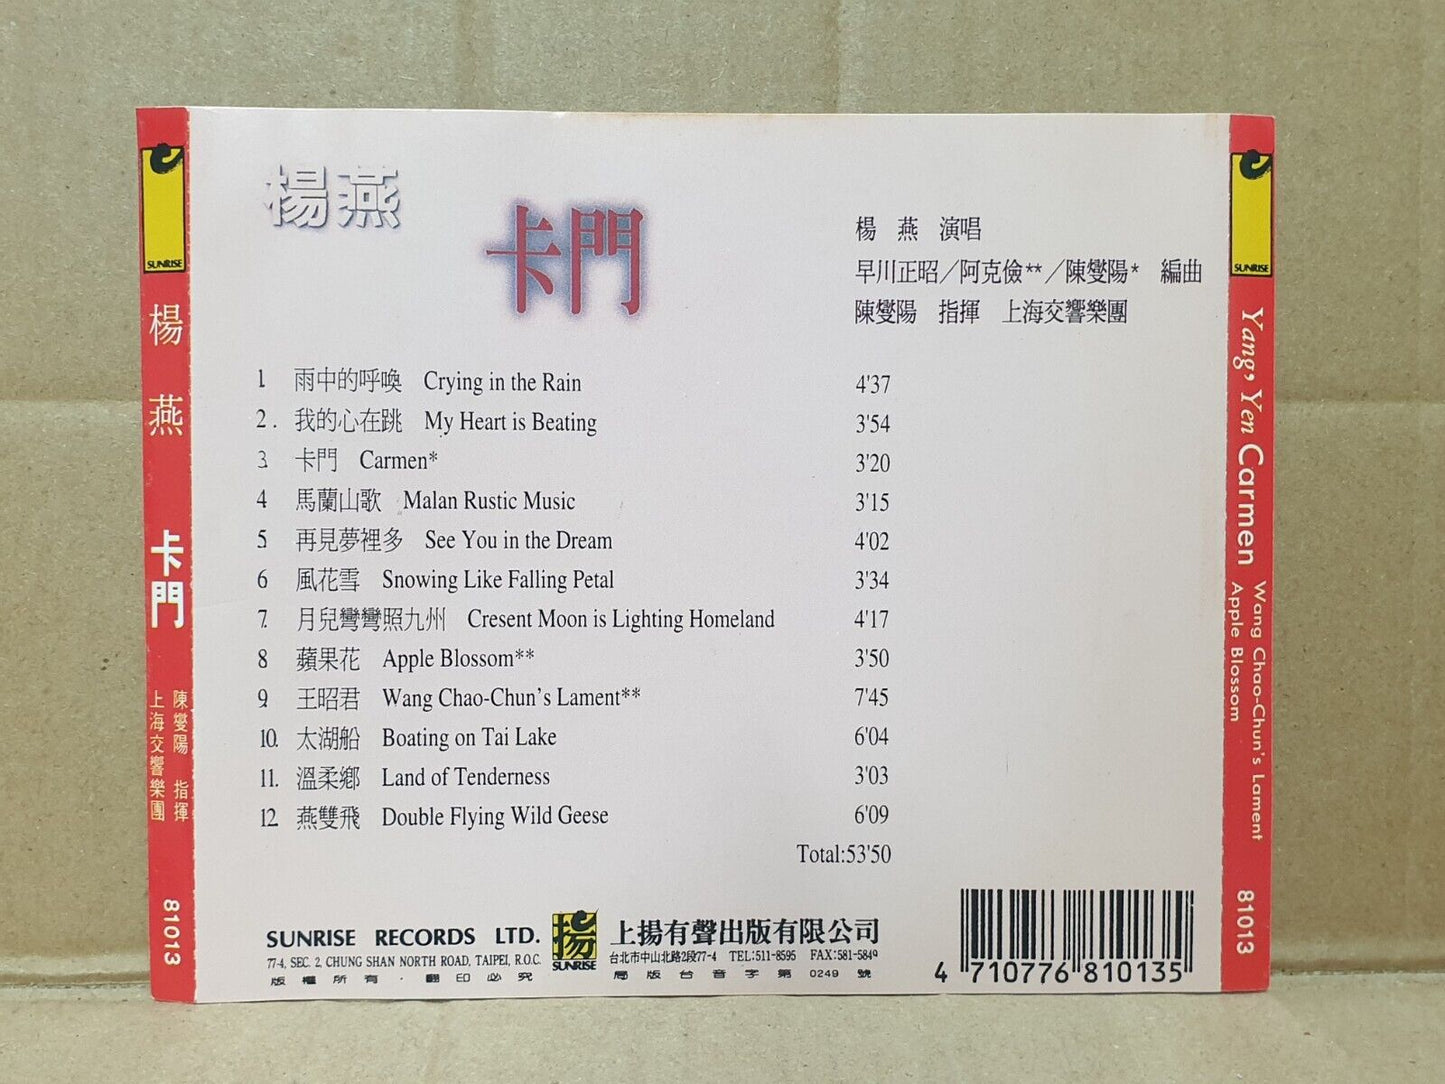 SUNRISE
楊燕
卡門
陳燮陽 指揮
上海交響樂團
81013
楊燕
卡門
楊 燕 演唱
早川正昭／阿克儉**／陳燮陽* 編曲
陳燮陽 指揮 上海交響樂團
1. 雨中的呼喚 Crying in the Rain 4'37
2. 我的心在跳 My Heart is Beating 3'54
3 卡門 Carmen* 3'20
4 馬蘭山歌 Malan Rustic Music 3'15
5 再見夢裡多 See You in the Dream 4'02
6 風花雪 Snowing Like Falling Petal 3'34
7. 月兒彎彎照九州 Cresent Moon is Lighting Homeland 4'17
8 蘋果花 Apple Blossom** 3'50
9. 王昭君 Wang Chao-Chun's Lament** 7'45
10. 太湖船 Boating on Tai Lake 6'04
11. 溫柔鄉 Land of Tenderness 3'03
12. 燕雙飛 Double Flying Wild Geese 6'09
Total:53'50
SUNRISE RECORDS LTD.
77-4, SEC. 2, CHUNG SHAN NORTH ROAD, TAIPEI, R.O.C.
版權所有·翻印必究
揚
SUNRISE
上揚有聲出版有限公司
台北市中山北路2段77-4 TEL:511-8595 FAX:581-5849
局版台音字第 0249 號
4 710776 810135
SUNRISE
Yang, Yen Carmen
Wang Chao-Chun's Lament
Apple Blossom
81013